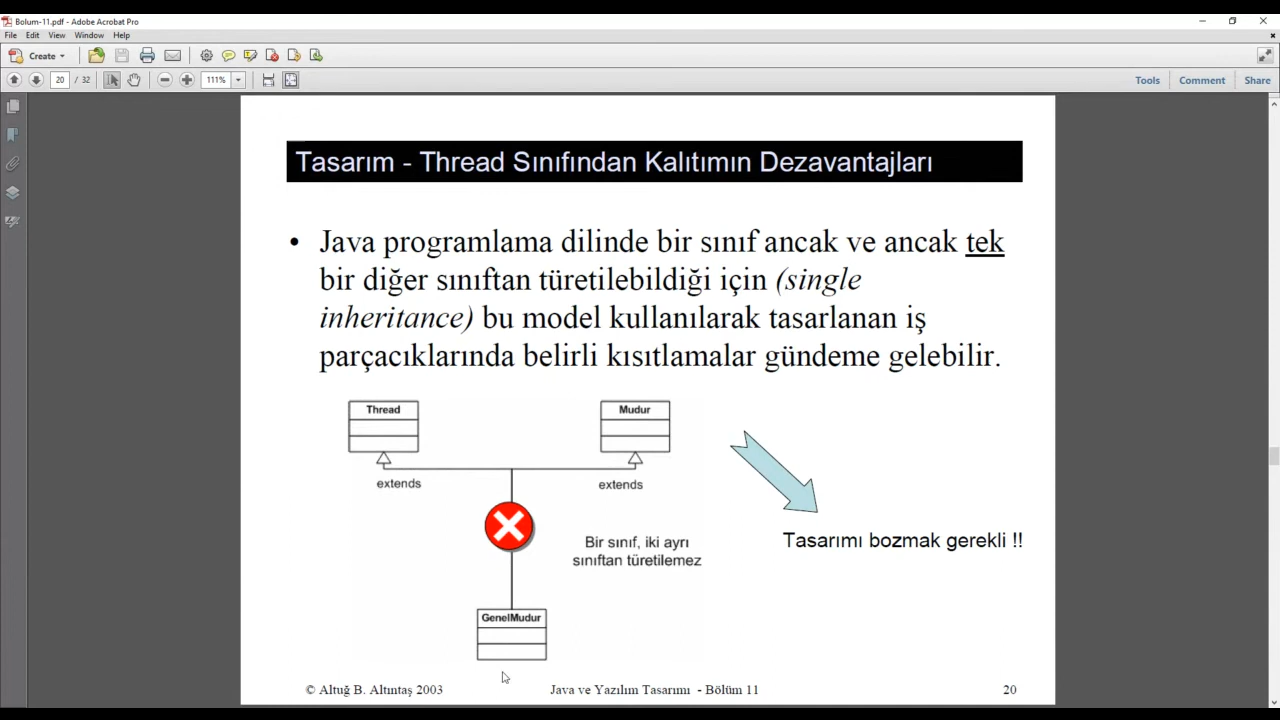 Bolum-11.pdf - Adobe Acrobat Pro
File Edit View Window Help
Create
20 / 32 111% Tools Comment Share
Tasarım - Thread Sınıfından Kalıtımın Dezavantajları
• Java programlama dilinde bir sınıf ancak ve ancak tek
bir diğer sınıftan türetilebildiği için (single
inheritance) bu model kullanılarak tasarlanan iş
parçacıklarında belirli kısıtlamalar gündeme gelebilir.
Thread Mudur
extends extends
Bir sınıf, iki ayrı
sınıftan türetilemez
Tasarımı bozmak gerekli !!
GenelMudur
© Altuğ B. Altıntaş 2003 Java ve Yazılım Tasarımı - Bölüm 11 20